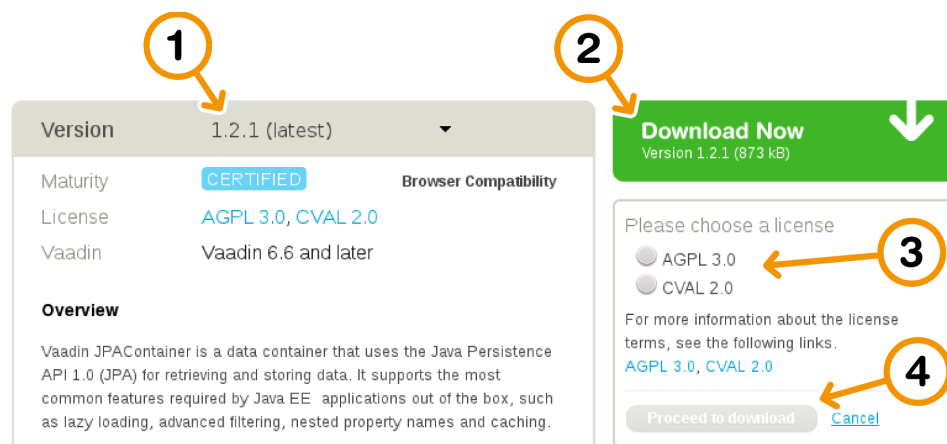 1
2
Version 1.2.1 (latest)
Download Now
Version 1.2.1 (873 kB)
Maturity CERTIFIED Browser Compatibility
License AGPL 3.0, CVAL 2.0
Vaadin Vaadin 6.6 and later
Overview
Vaadin JPAContainer is a data container that uses the Java Persistence
API 1.0 (JPA) for retrieving and storing data. It supports the most
common features required by Java EE applications out of the box, such
as lazy loading, advanced filtering, nested property names and caching.
Please choose a license
3
AGPL 3.0
CVAL 2.0
For more information about the license
terms, see the following links.
AGPL 3.0, CVAL 2.0
4
Proceed to download Cancel